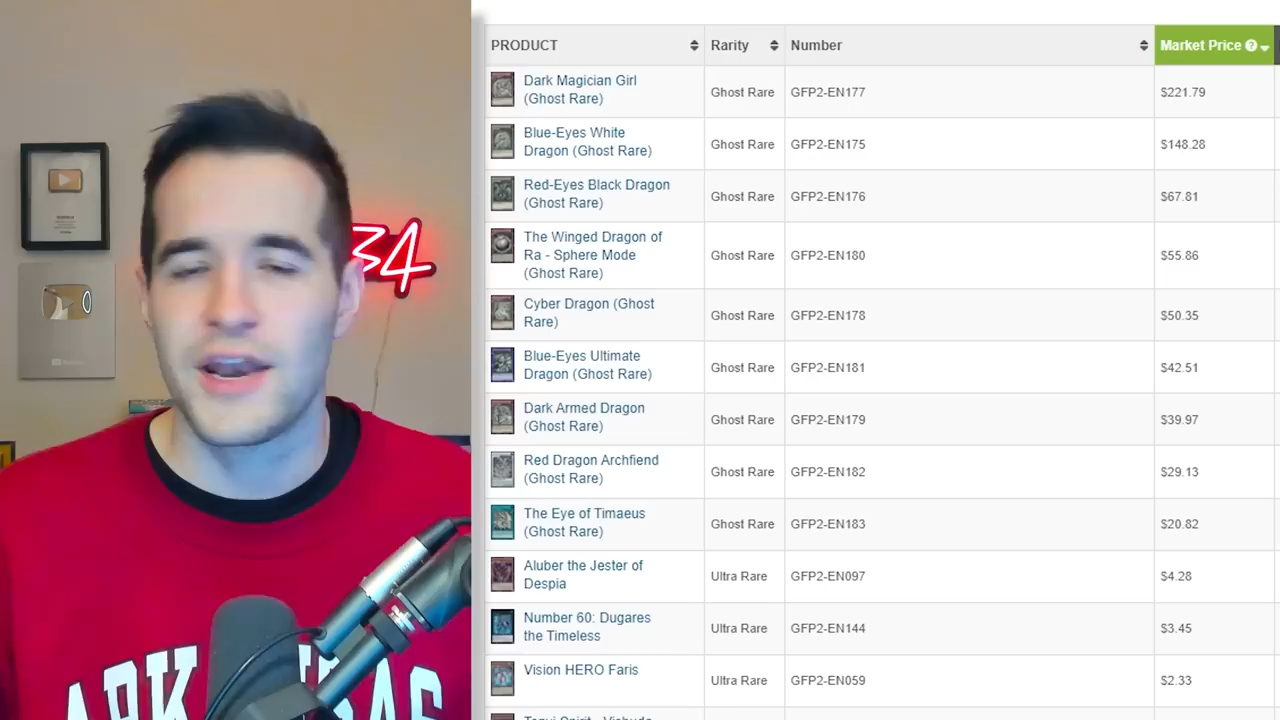 34
ARK
AS
PRODUCT Rarity Number Market Price
Dark Magician Girl
(Ghost Rare)
Ghost Rare GFP2-EN177 $221.79
Blue-Eyes White
Dragon (Ghost Rare)
Ghost Rare GFP2-EN175 $148.28
Red-Eyes Black Dragon
(Ghost Rare)
Ghost Rare GFP2-EN176 $67.81
The Winged Dragon of
Ra - Sphere Mode
(Ghost Rare)
Ghost Rare GFP2-EN180 $55.86
Cyber Dragon (Ghost
Rare)
Ghost Rare GFP2-EN178 $50.35
Blue-Eyes Ultimate
Dragon (Ghost Rare)
Ghost Rare GFP2-EN181 $42.51
Dark Armed Dragon
(Ghost Rare)
Ghost Rare GFP2-EN179 $39.97
Red Dragon Archfiend
(Ghost Rare)
Ghost Rare GFP2-EN182 $29.13
The Eye of Timaeus
(Ghost Rare)
Ghost Rare GFP2-EN183 $20.82
Aluber the Jester of
Despia
Ultra Rare GFP2-EN097 $4.28
Number 60: Dugares
the Timeless
Ultra Rare GFP2-EN144 $3.45
Vision HERO Faris
Ultra Rare GFP2-EN059 $2.33